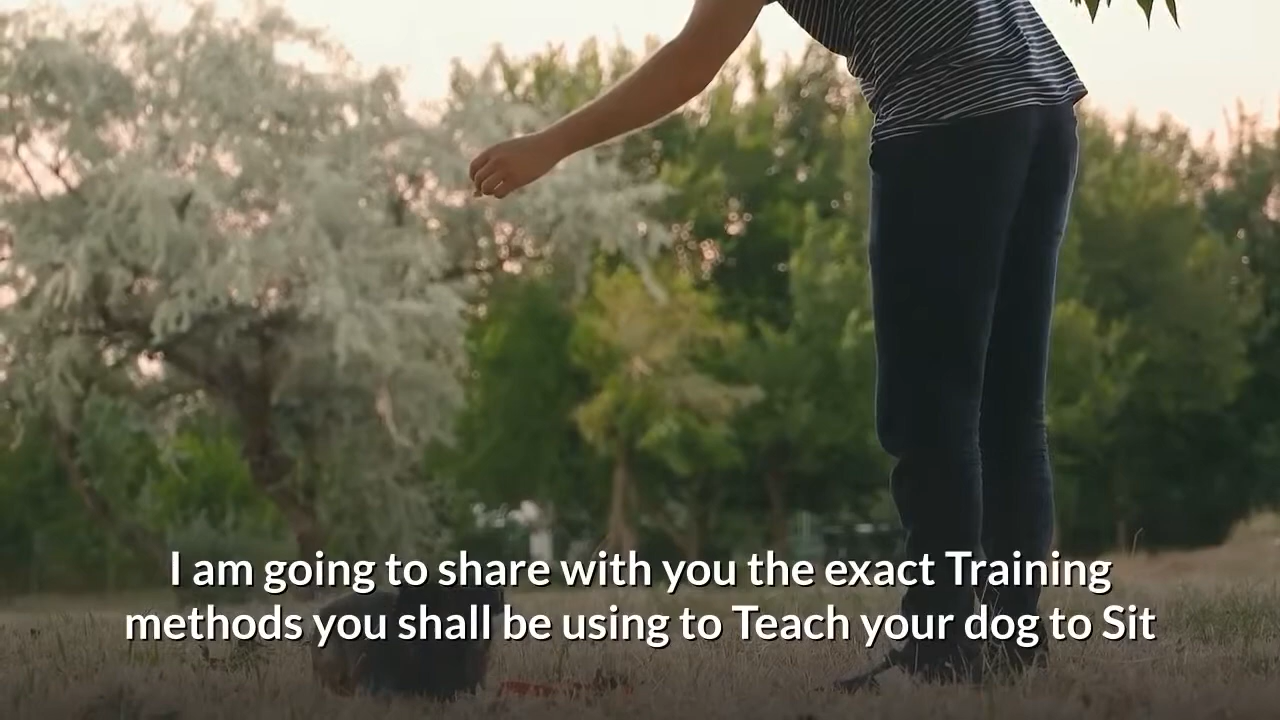 I am going to share with you the exact Training
methods you shall be using to Teach your dog to Sit